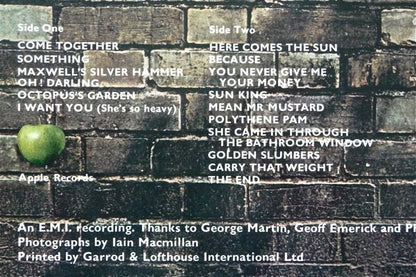 Side One
COME TOGETHER
SOMETHING
MAXWELL'S SILVER HAMMER
OH! DARLING
OCTOPUS'S GARDEN
I WANT YOU (She's so heavy)
Apple Records
Side Two
HERE COMES THE SUN
BECAUSE
YOU NEVER GIVE ME
YOUR MONEY
SUN KING
MEAN MR MUSTARD
POLYTHENE PAM
SHE CAME IN THROUGH
THE BATHROOM WINDOW
GOLDEN SLUMBERS
CARRY THAT WEIGHT
THE END
An E.M.I. recording. Thanks to George Martin, Geoff Emerick and Ph
Photographs by Iain Macmillan
Printed by Garrod & Lofthouse International Ltd